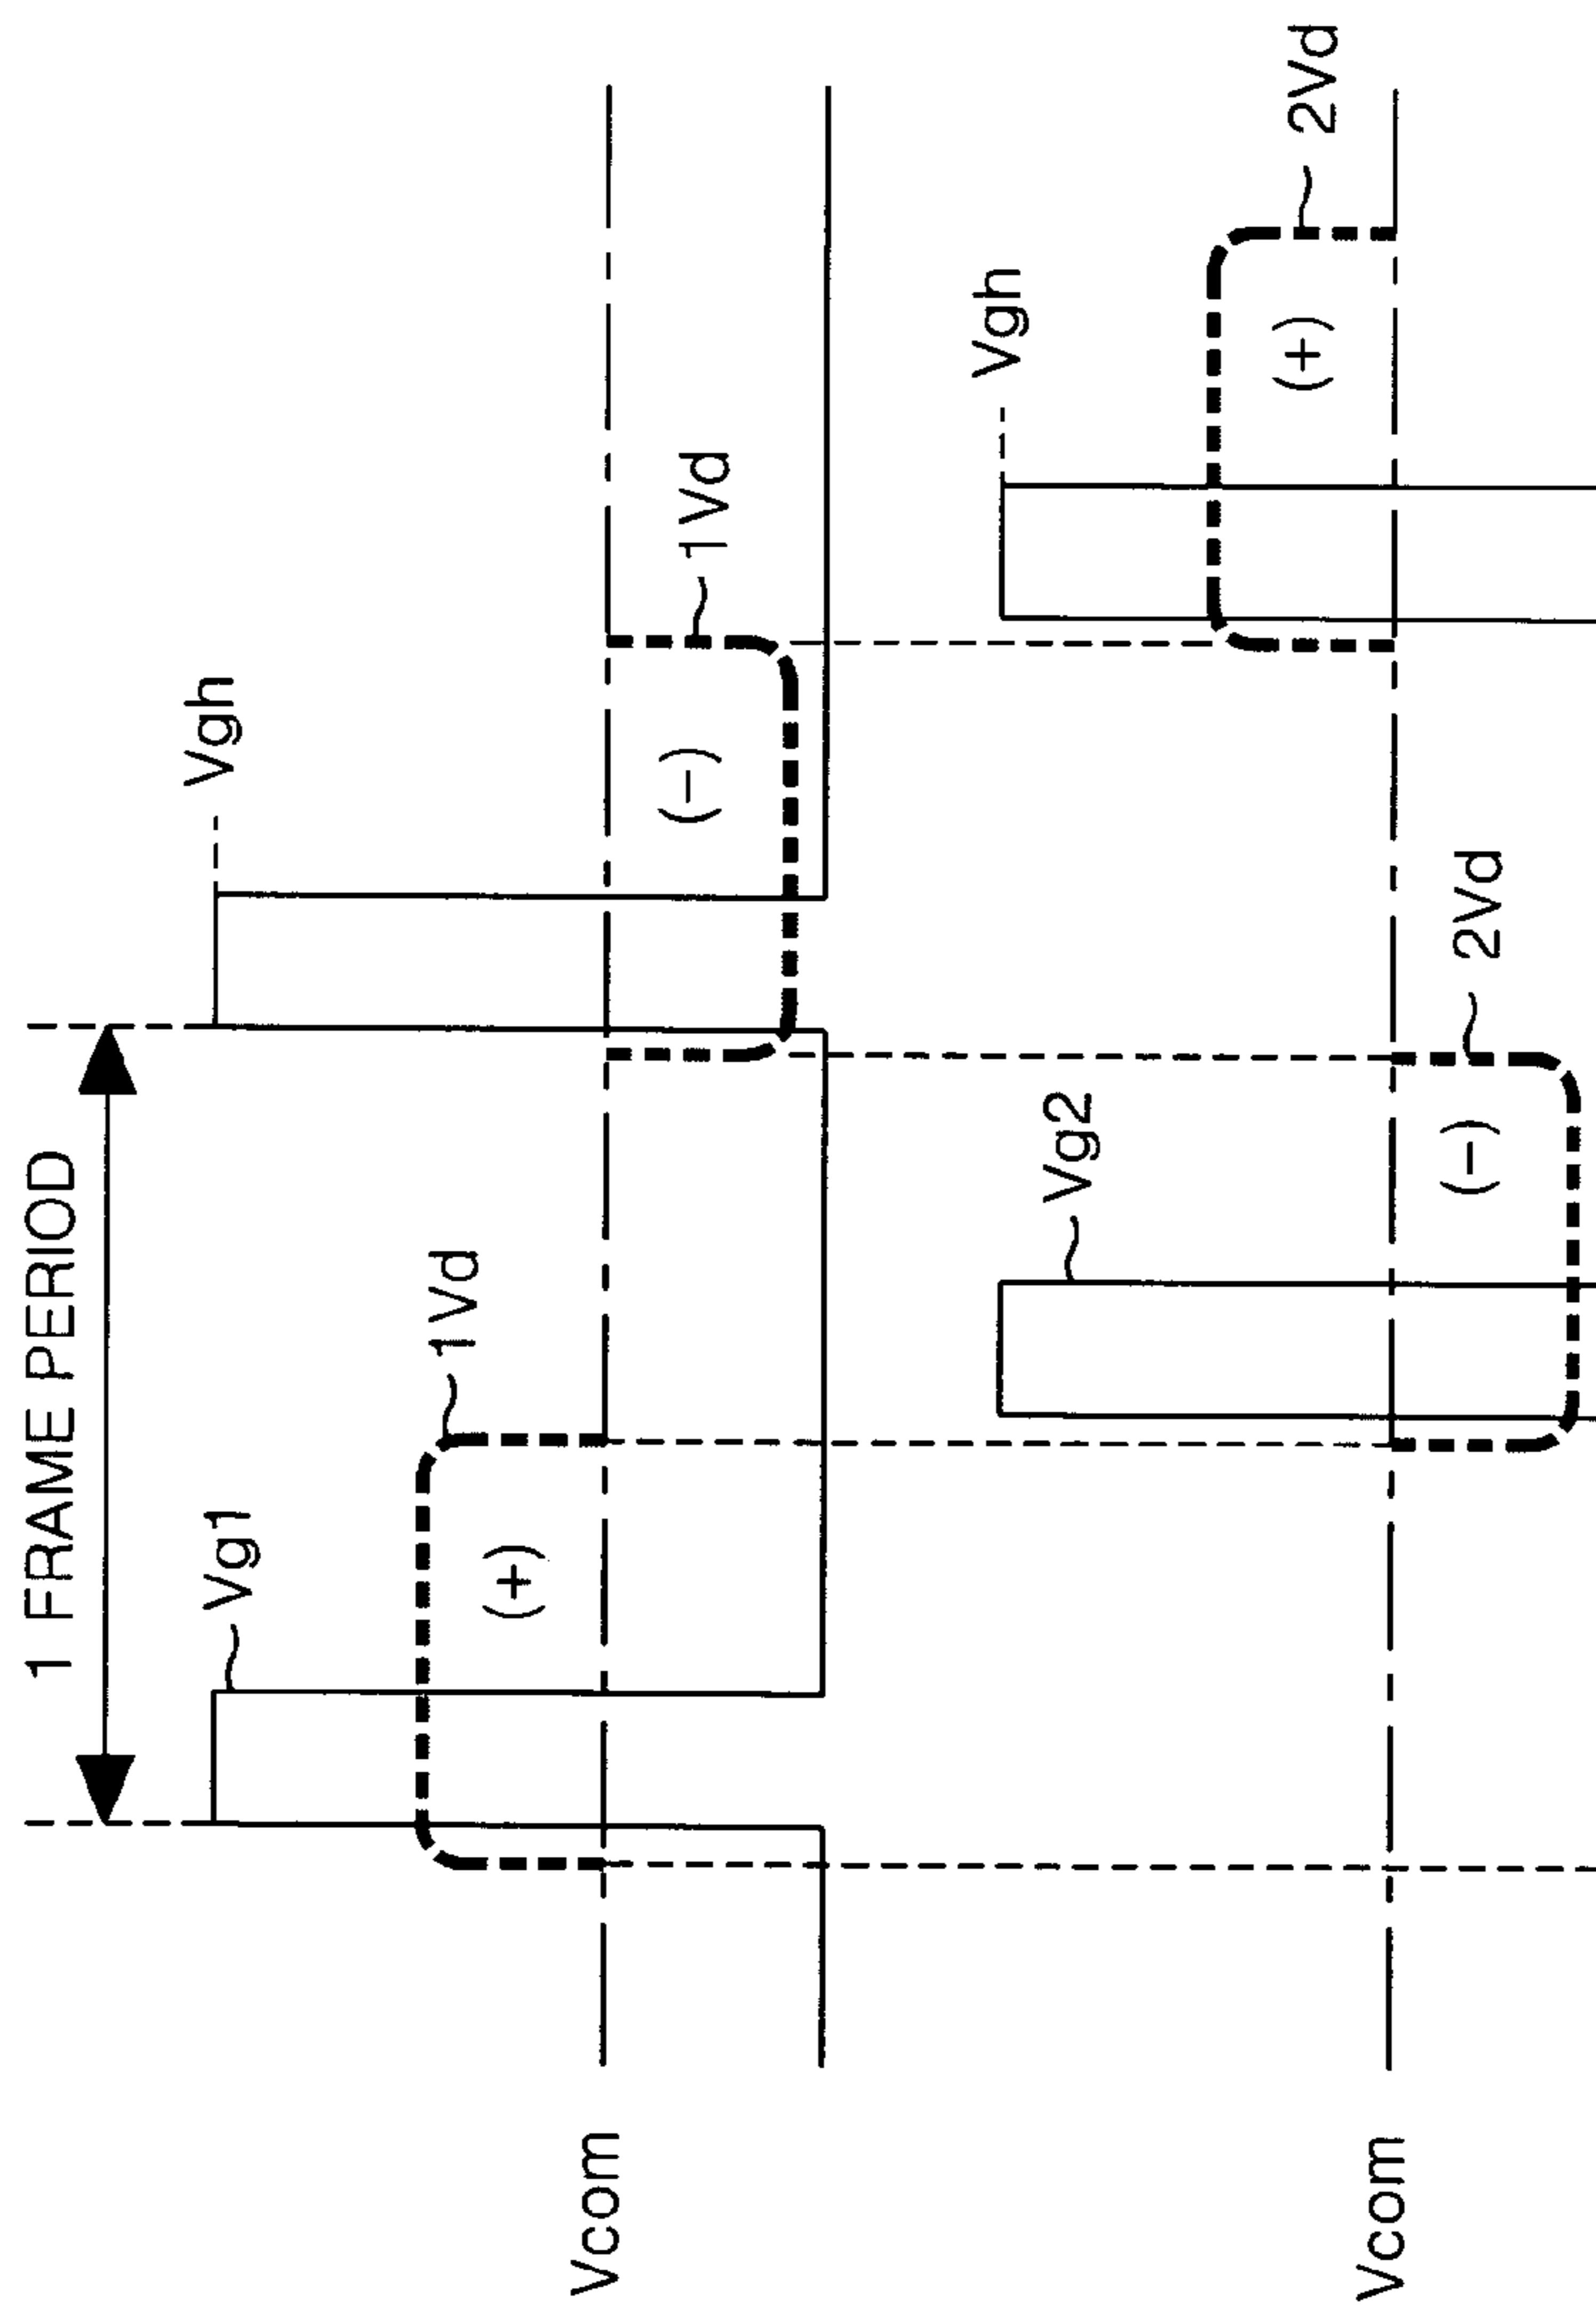 1 FRAME PERIOD
Vg1
Vgh
1Vd
(+)
1Vd
(-)
Vcom
Vg2
Vgh
2Vd
(+)
2Vd
(-)
Vcom